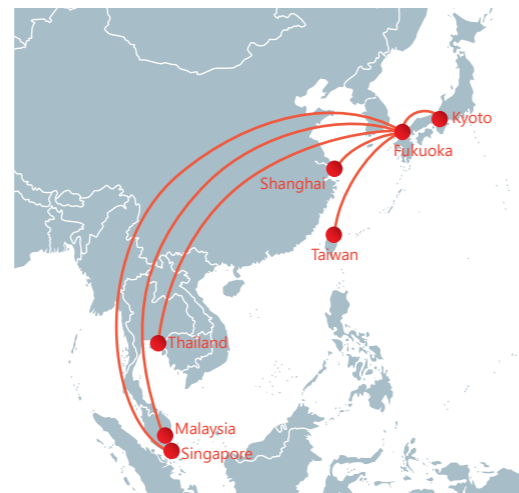 Kyoto
Fukuoka
Shanghai
Taiwan
Thailand
Malaysia
Singapore